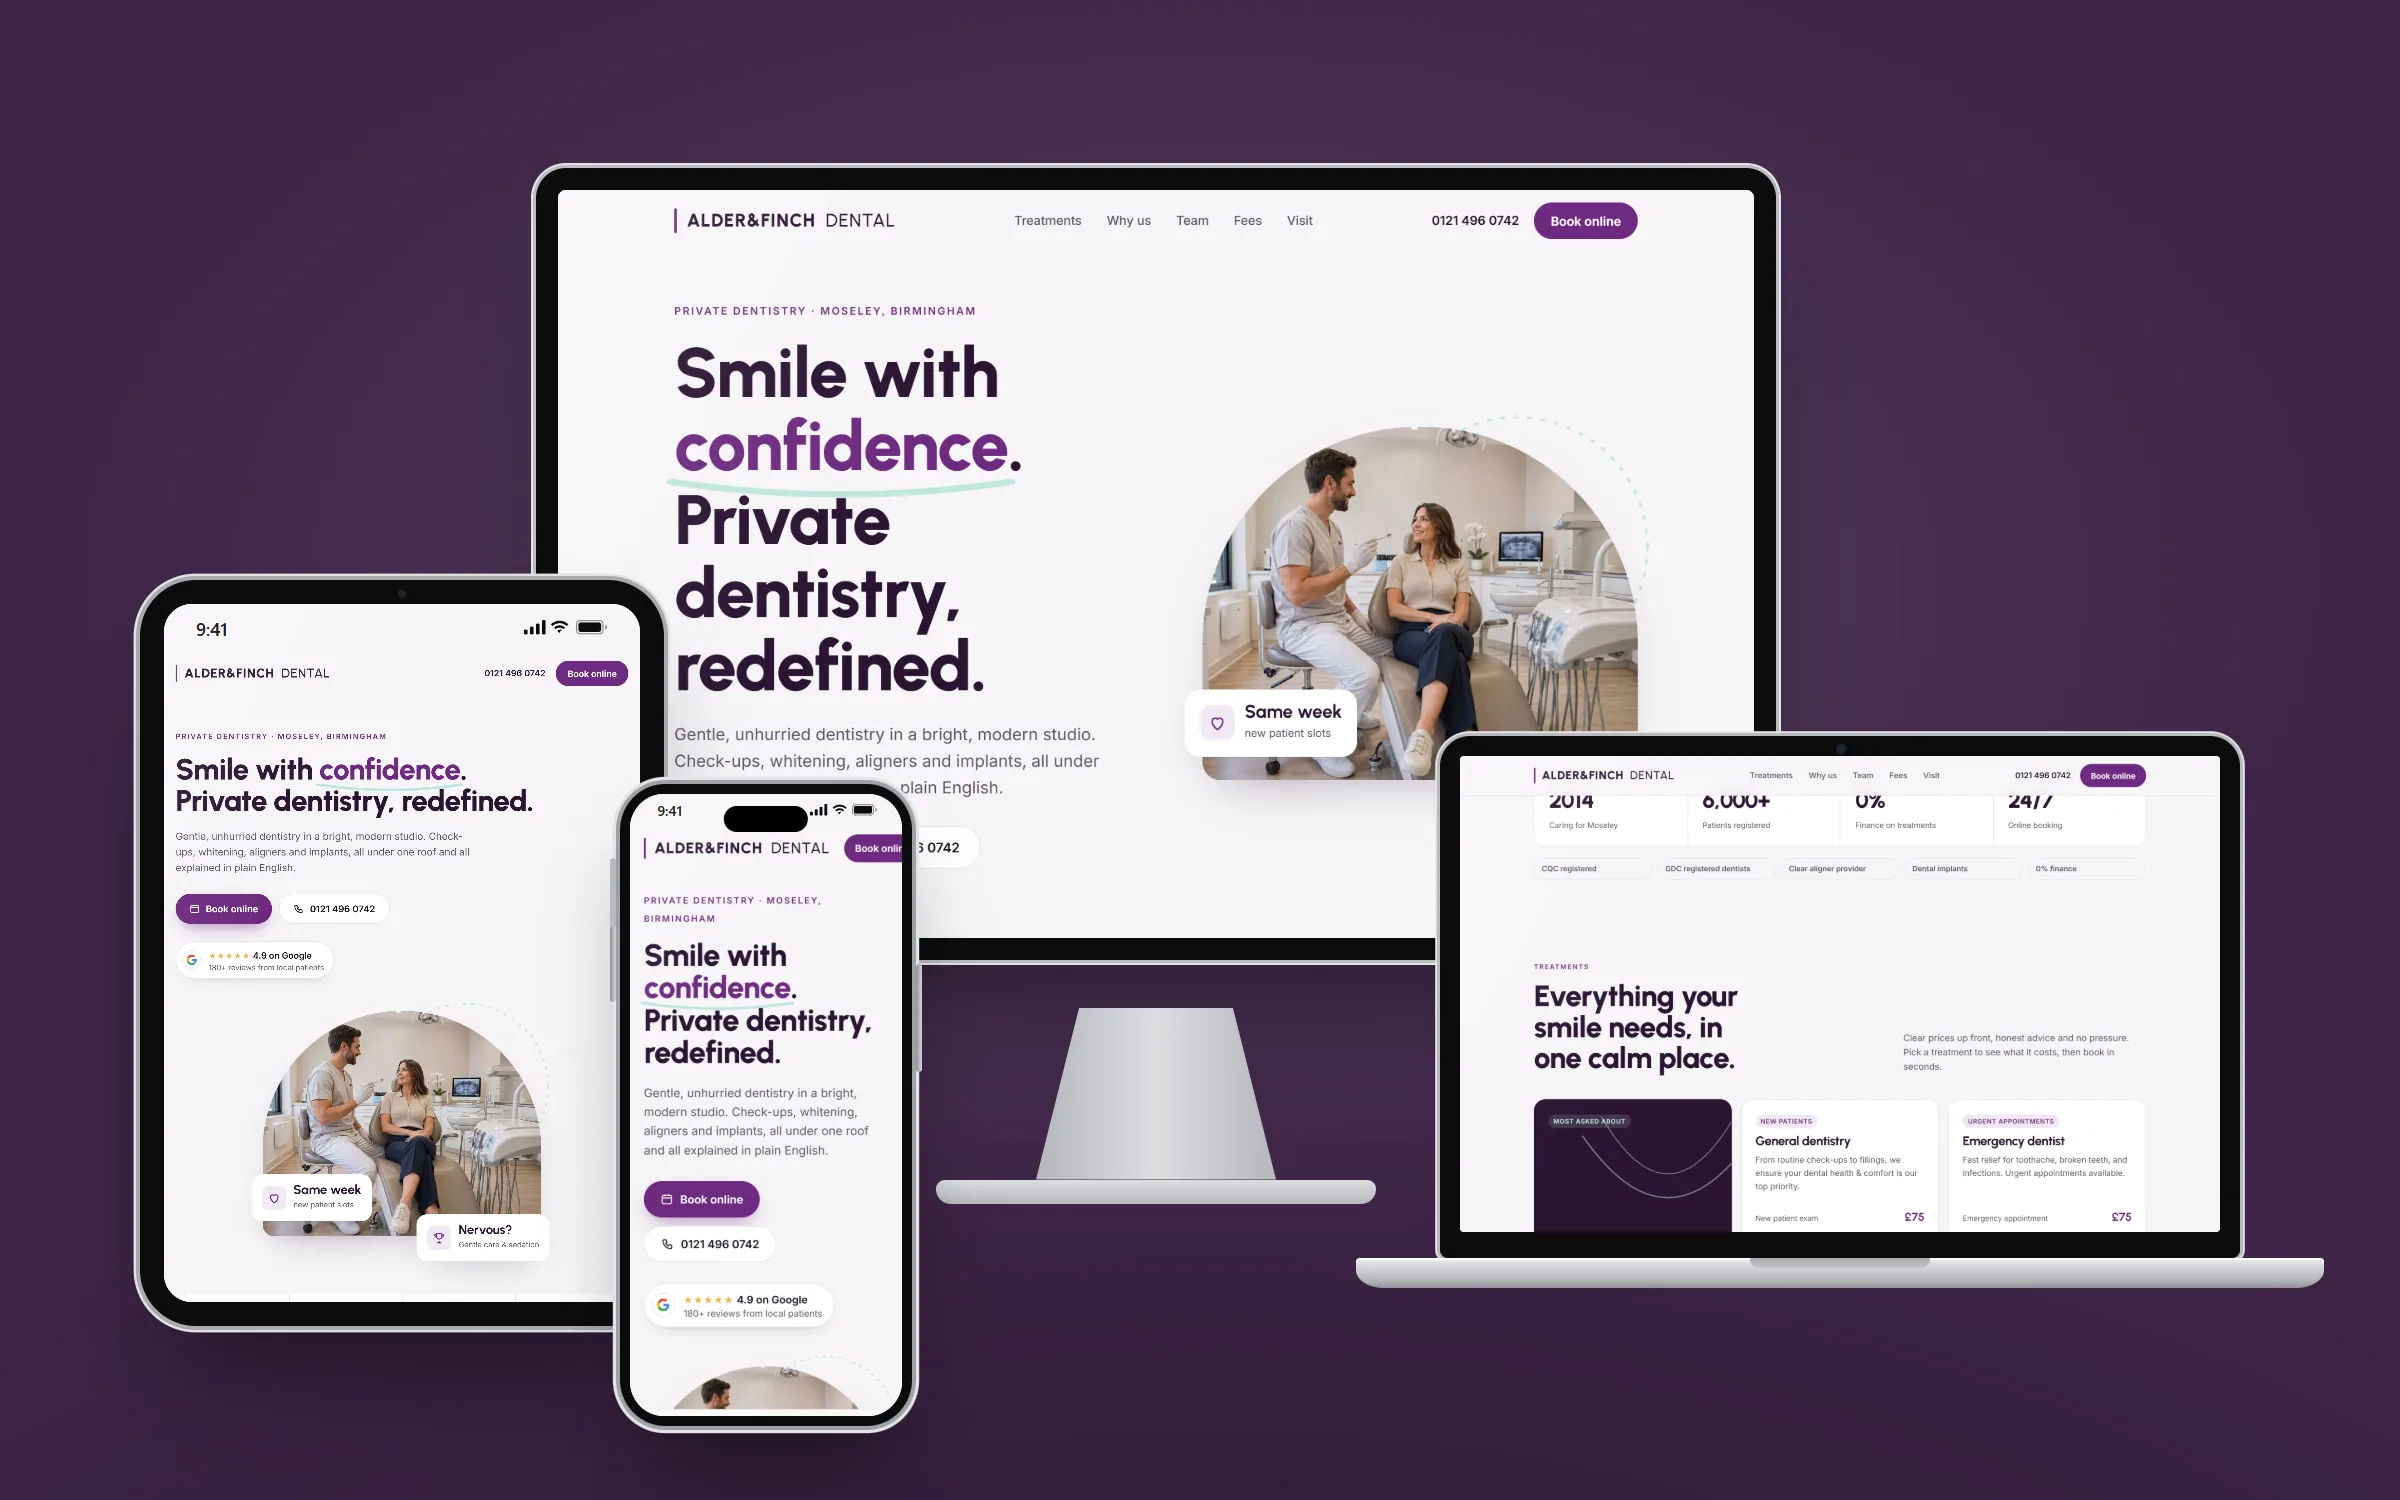 ALDER&FINCH DENTAL
Treatments Why us Team Fees Visit
0121 496 0742
Book online
PRIVATE DENTISTRY · MOSELEY, BIRMINGHAM
Smile with
confidence.
Private
dentistry,
redefined.
Gentle, unhurried dentistry in a bright, modern studio.
Check-ups, whitening, aligners and implants, all under
plain English.
0742
Same week
new patient slots
9:41
ALDER&FINCH DENTAL
0121 496 0742
Book online
PRIVATE DENTISTRY · MOSELEY, BIRMINGHAM
Smile with confidence.
Private dentistry, redefined.
Gentle, unhurried dentistry in a bright, modern studio. Check-
ups, whitening, aligners and implants, all under one roof and all
explained in plain English.
Book online
0121 496 0742
4.9 on Google
180+ reviews from local patients
Same week
new patient slots
Nervous?
Gentle care & sedation
9:41
ALDER&FINCH DENTAL
Book onlin
PRIVATE DENTISTRY · MOSELEY,
BIRMINGHAM
Smile with
confidence.
Private dentistry,
redefined.
Gentle, unhurried dentistry in a bright,
modern studio. Check-ups, whitening,
aligners and implants, all under one roof
and all explained in plain English.
Book online
0121 496 0742
4.9 on Google
180+ reviews from local patients
ALDER&FINCH DENTAL
Treatments Why us Team Fees Visit
0121 496 0742
Book online
2014
Caring for Moseley
6,000+
Patients registered
0%
Finance on treatments
24/7
Online booking
CQC registered
GDC registered dentists
Clear aligner provider
Dental implants
0% finance
TREATMENTS
Everything your
smile needs, in
one calm place.
Clear prices up front, honest advice and no pressure.
Pick a treatment to see what it costs, then book in
seconds.
MOST ASKED ABOUT
NEW PATIENTS
General dentistry
From routine check-ups to fillings, we
ensure your dental health & comfort is our
top priority.
New patient exam £75
URGENT APPOINTMENTS
Emergency dentist
Fast relief for toothache, broken teeth, and
infections. Urgent appointments available.
Emergency appointment £75